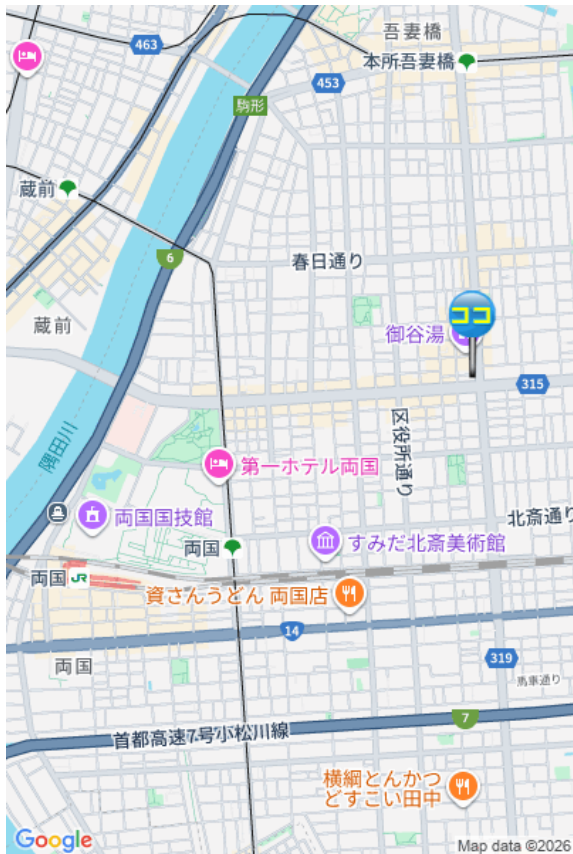 吾妻橋
463
本所吾妻橋
453
駒形
蔵前
6
春日通り
ココ
蔵前
御谷湯
315
区役所通り
隅田川
第一ホテル両国
北斎通り
両国国技館
両国
すみだ北斎美術館
両国
JR
資さんうどん 両国店
14
319
両国
馬車通り
7
首都高速7号小松川線
横綱とんかつ
どすこい田中
Google
Map data ©2026